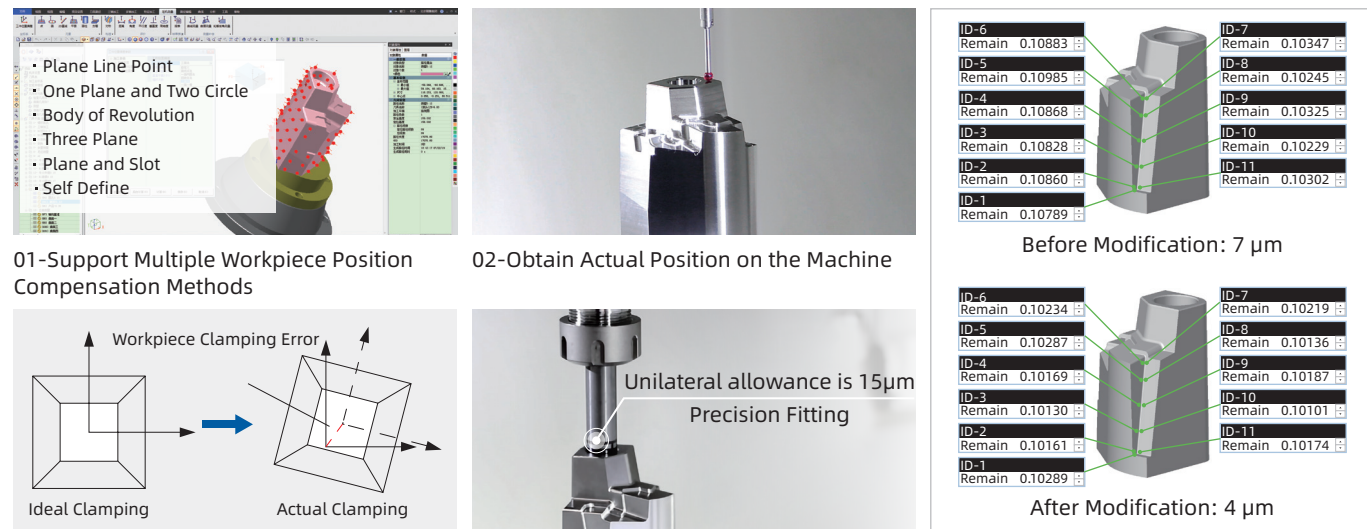 · Plane Line Point
· One Plane and Two Circle
· Body of Revolution
· Three Plane
· Plane and Slot
· Self Define
01-Support Multiple Workpiece Position
Compensation Methods
02-Obtain Actual Position on the Machine
Workpiece Clamping Error
Ideal Clamping
Actual Clamping
Unilateral allowance is 15μm
Precision Fitting
ID-6
Remain 0.10883
ID-5
Remain 0.10985
ID-4
Remain 0.10868
ID-3
Remain 0.10828
ID-2
Remain 0.10860
ID-1
Remain 0.10789
ID-7
Remain 0.10347
ID-8
Remain 0.10245
ID-9
Remain 0.10325
ID-10
Remain 0.10229
ID-11
Remain 0.10302
Before Modification: 7 μm
ID-6
Remain 0.10234
ID-5
Remain 0.10287
ID-4
Remain 0.10169
ID-3
Remain 0.10130
ID-2
Remain 0.10161
ID-1
Remain 0.10289
ID-7
Remain 0.10219
ID-8
Remain 0.10136
ID-9
Remain 0.10187
ID-10
Remain 0.10101
ID-11
Remain 0.10174
After Modification: 4 μm